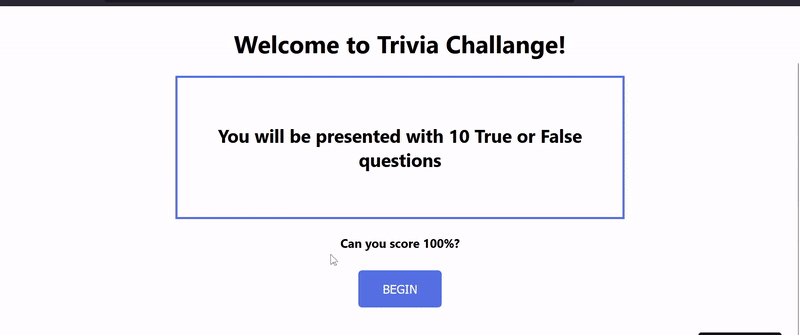 Welcome to Trivia Challange!
You will be presented with 10 True or False
questions
Can you score 100%?
BEGIN